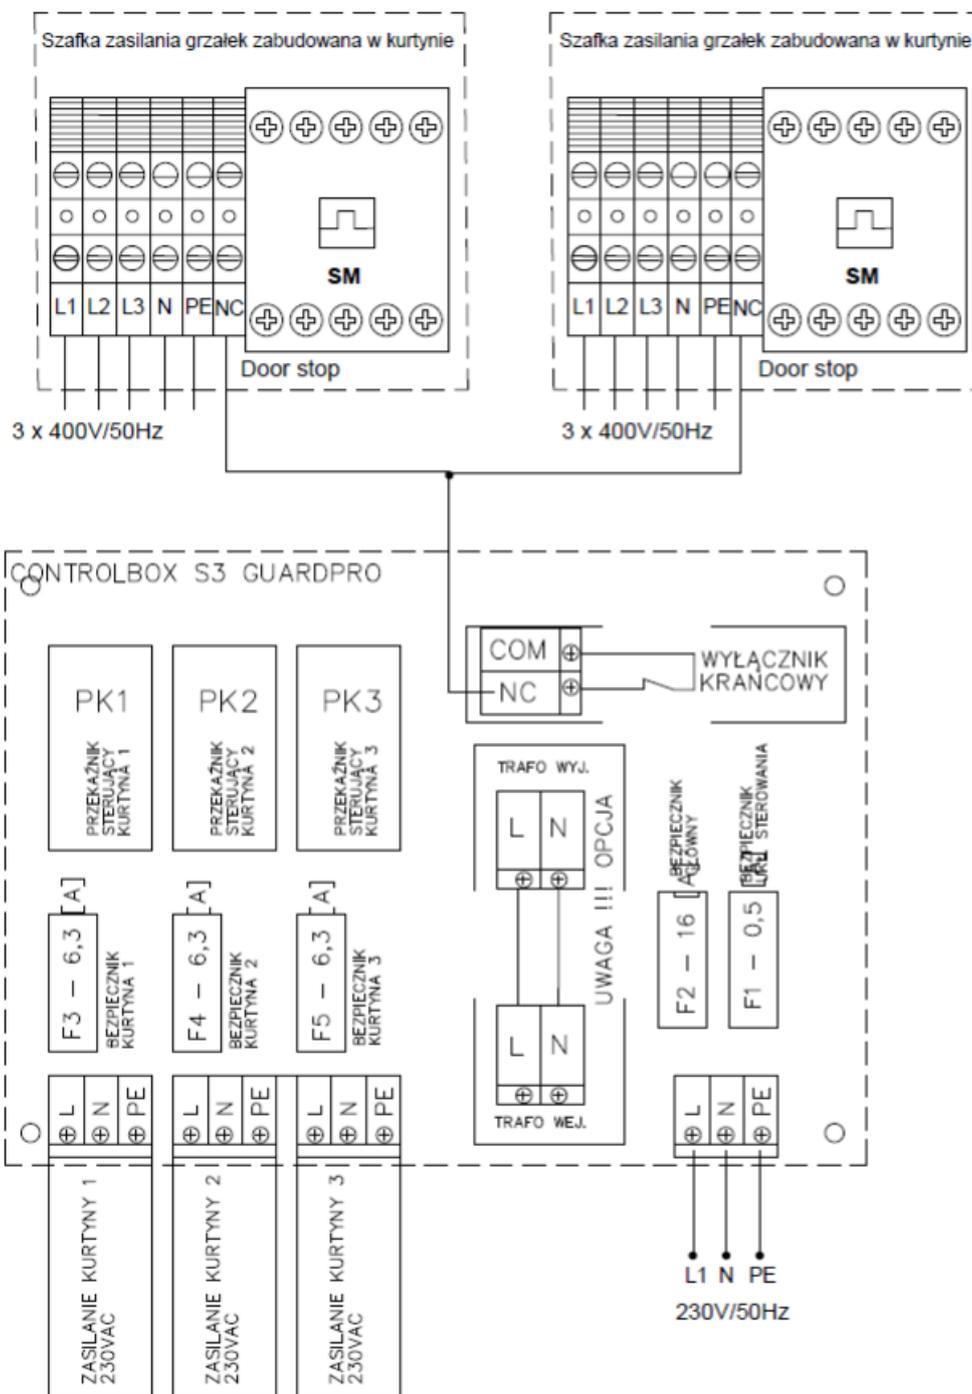 Szafka zasilania grzałek zabudowana w kurtynie
Szafka zasilania grzałek zabudowana w kurtynie
SM
SM
L1 L2 L3 N PE NC
L1 L2 L3 N PE NC
Door stop
Door stop
3 x 400V/50Hz
3 x 400V/50Hz
CONTROLBOX S3 GUARDPRO
COM
NC
WYŁĄCZNIK
KRAŃCOWY
PK1
PRZEKAŹNIK
STERUJĄCY
KURTYNA 1
PK2
PRZEKAŹNIK
STERUJĄCY
KURTYNA 2
PK3
PRZEKAŹNIK
STERUJĄCY
KURTYNA 3
TRAFO WYJ.
L N
UWAGA !!! OPCJA
L N
TRAFO WEJ.
BEZPIECZNIK
GŁÓWNY
F2 – 16 [A]
BEZPIECZNIK
STEROWANIA
F1 – 0,5
F3 – 6,3 [A]
BEZPIECZNIK
KURTYNA 1
F4 – 6,3 [A]
BEZPIECZNIK
KURTYNA 2
F5 – 6,3 [A]
BEZPIECZNIK
KURTYNA 3
L N PE
L N PE
L N PE
L N PE
ZASILANIE KURTYNY 1
230VAC
ZASILANIE KURTYNY 2
230VAC
ZASILANIE KURTYNY 3
230VAC
L1 N PE
230V/50Hz